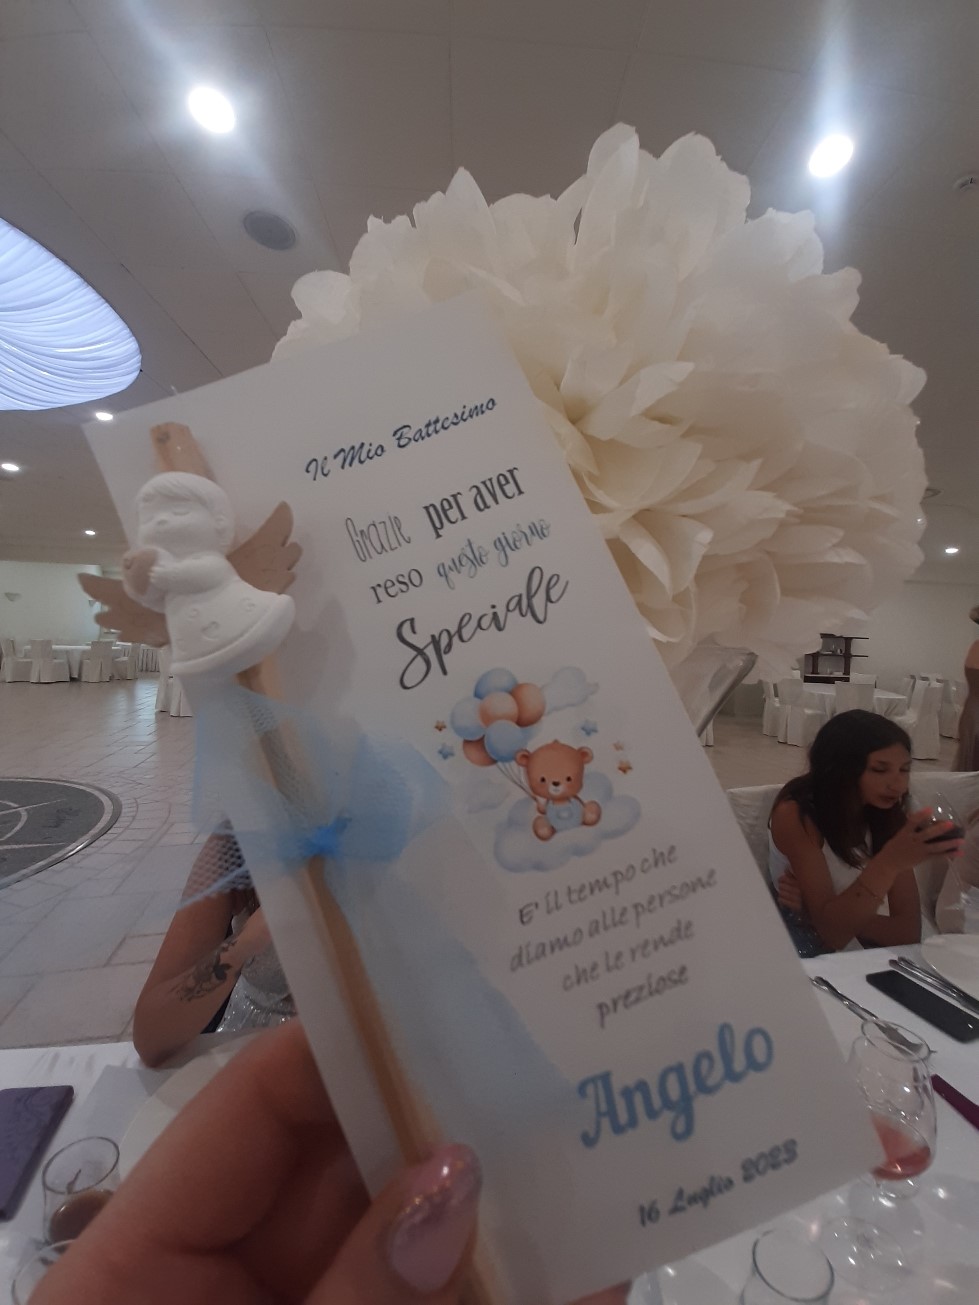 Il Mio Battesimo
Grazie per aver
reso questo giorno
Speciale
E' il tempo che
diamo alle persone
che le rende
preziose
Angelo
16 Luglio 2023